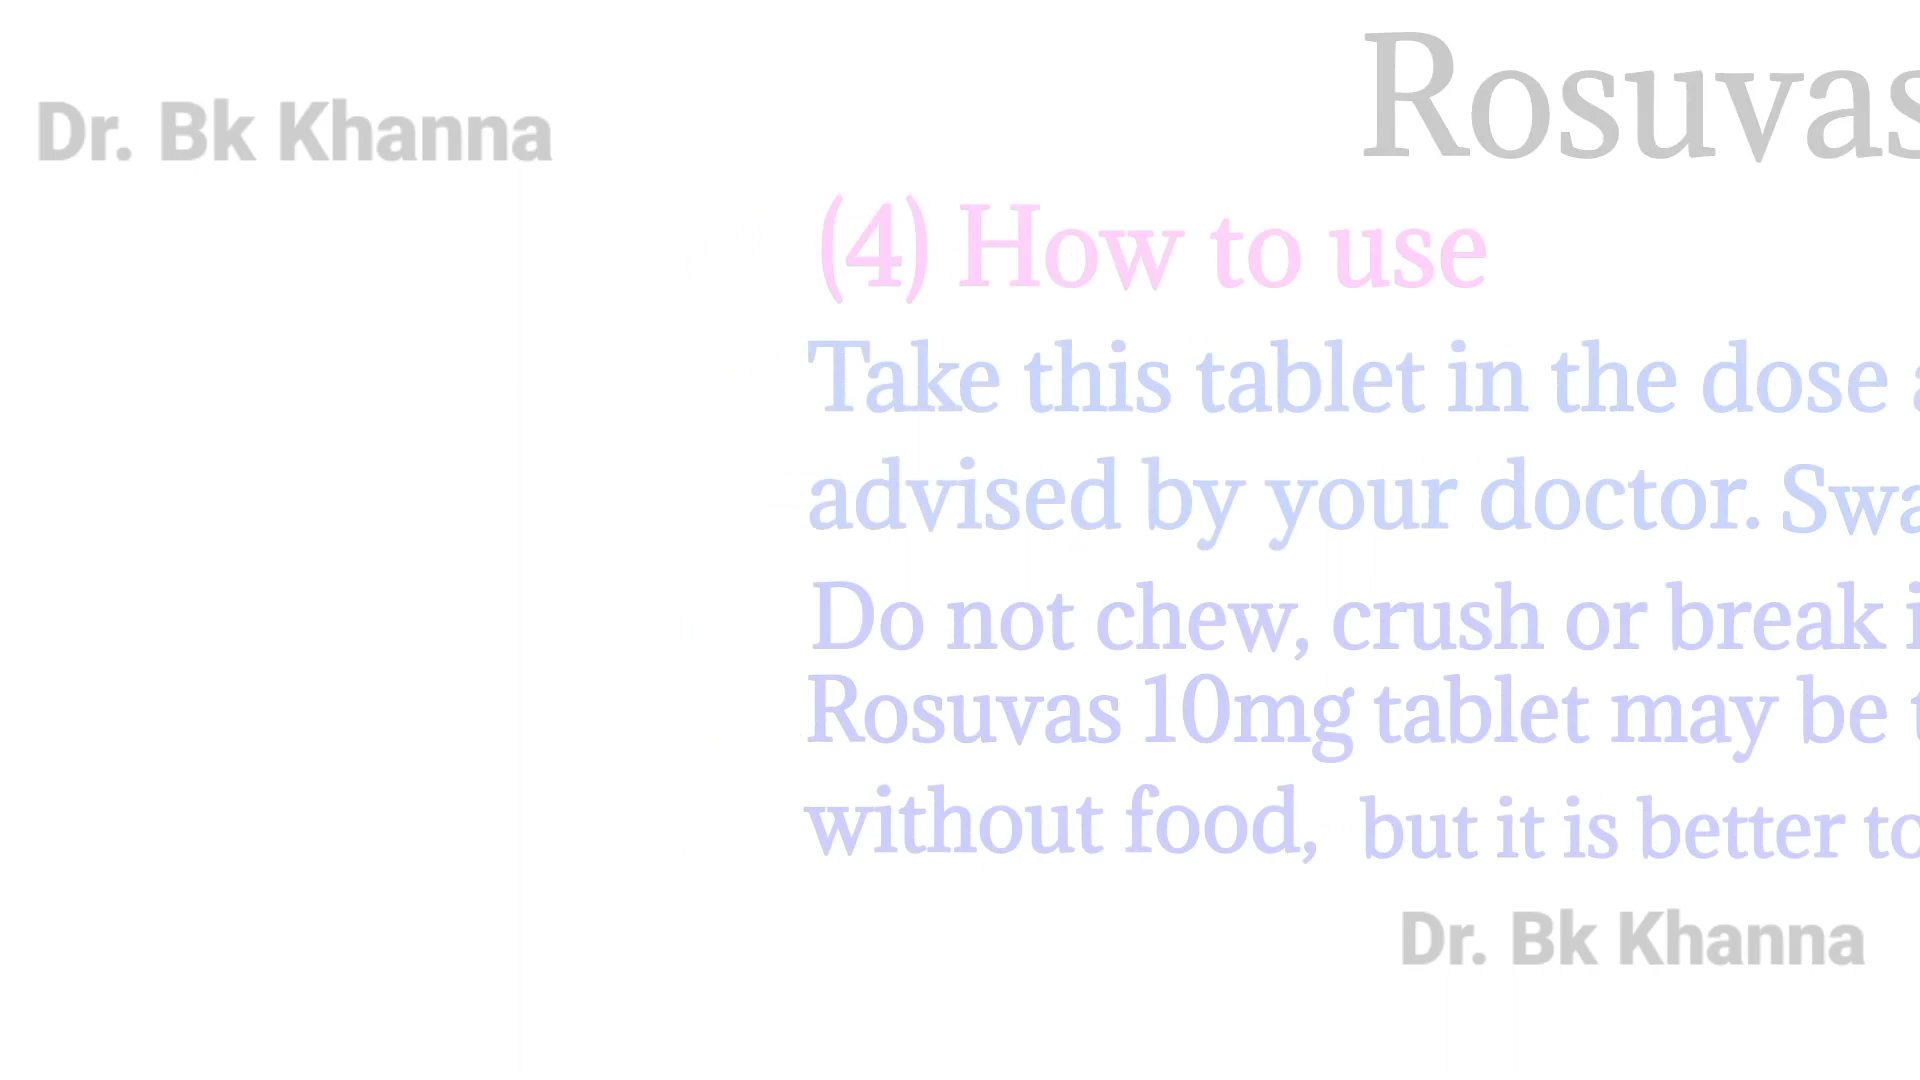 Rosuvas
Dr. Bk Khanna
(4) How to use
Take this tablet in the dose
advised by your doctor. Swa
Do not chew, crush or break
Rosuvas 10mg tablet may be
without food, but it is better to
Dr. Bk Khanna